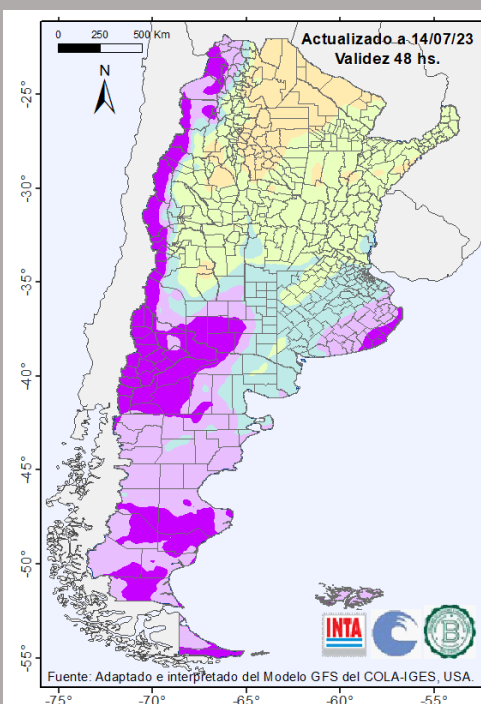 0 250 500 Km
Actualizado a 14/07/23
Validez 48 hs.
N
-25°
-30°
-35°
-40°
-45°
-50°
-55°
INTA
B
Fuente: Adaptado e interpretado del Modelo GFS del COLA-IGES, USA.
-75° -70° -65° -60° -55°